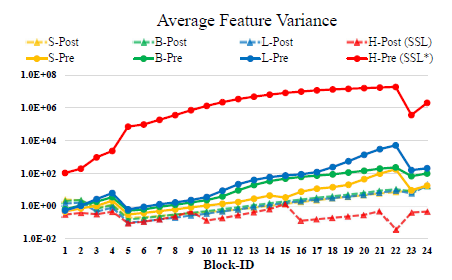 Average Feature Variance
S-Post B-Post L-Post H-Post (SSL)
S-Pre B-Pre L-Pre H-Pre (SSL*)
1.0E+08
1.0E+06
1.0E+04
1.0E+02
1.0E+00
1.0E-02
1 2 3 4 5 6 7 8 9 10 11 12 13 14 15 16 17 18 19 20 21 22 23 24
Block-ID